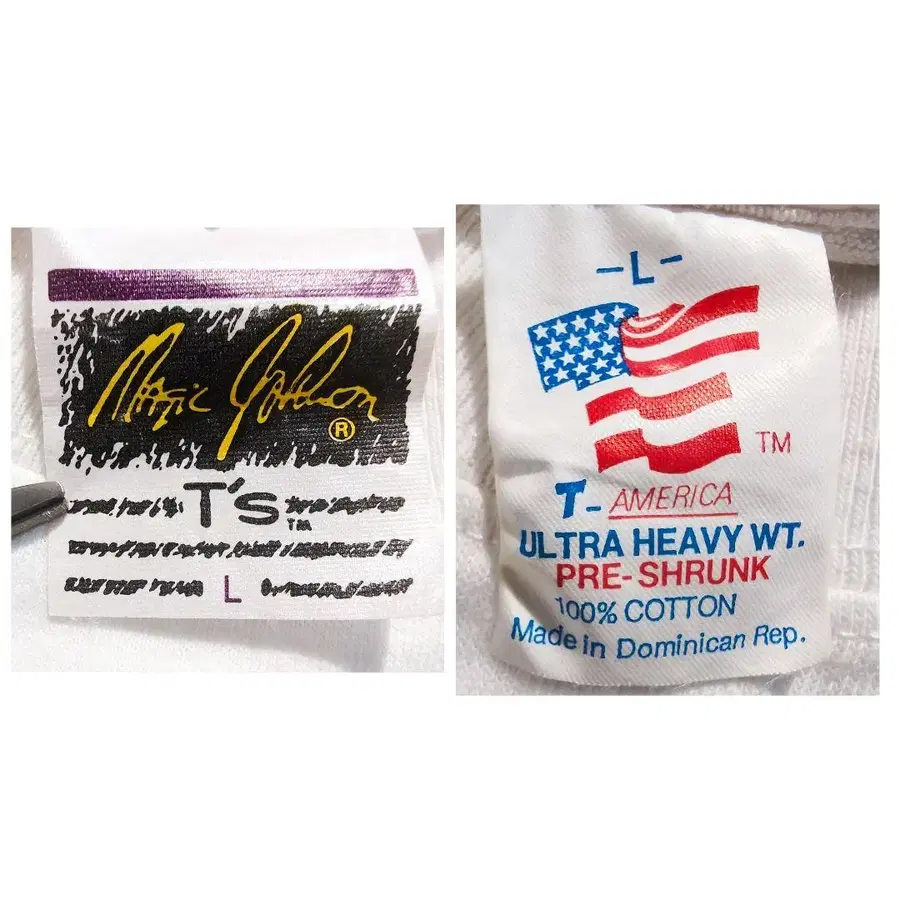 Magic Johnson
®
T's
TM
L
-L-
TM
T- AMERICA
ULTRA HEAVY WT.
PRE-SHRUNK
100% COTTON
Made in Dominican Rep.